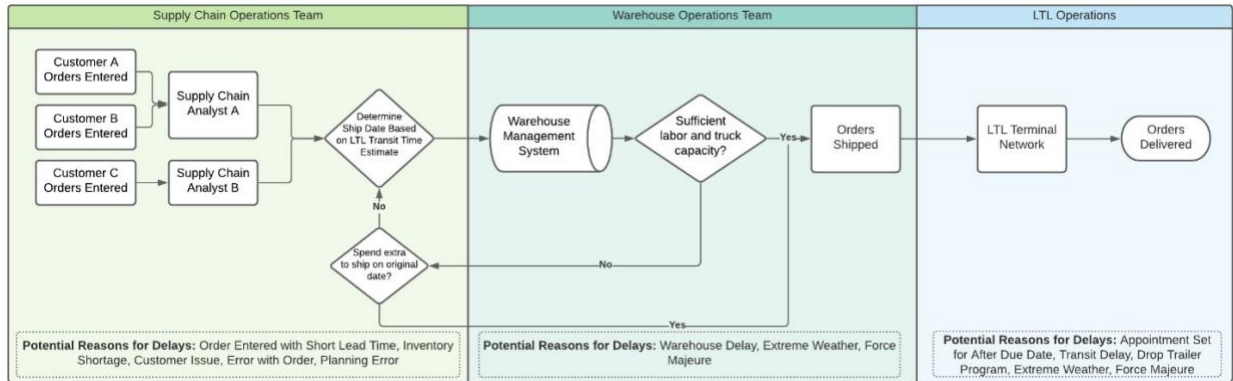 Supply Chain Operations Team
Warehouse Operations Team
LTL Operations
Customer A
Orders Entered
Customer B
Orders Entered
Customer C
Orders Entered
Supply Chain
Analyst A
Supply Chain
Analyst B
Determine
Ship Date Based
on LTL Transit Time
Estimate
No
Spend extra
to ship on original
date?
Warehouse
Management
System
Sufficient
labor and truck
capacity?
Yes
No
Yes
Orders
Shipped
LTL Terminal
Network
Orders
Delivered
Potential Reasons for Delays: Order Entered with Short Lead Time, Inventory
Shortage, Customer Issue, Error with Order, Planning Error
Potential Reasons for Delays: Warehouse Delay, Extreme Weather, Force
Majeure
Potential Reasons for Delays: Appointment Set
for After Due Date, Transit Delay, Drop Trailer
Program, Extreme Weather, Force Majeure